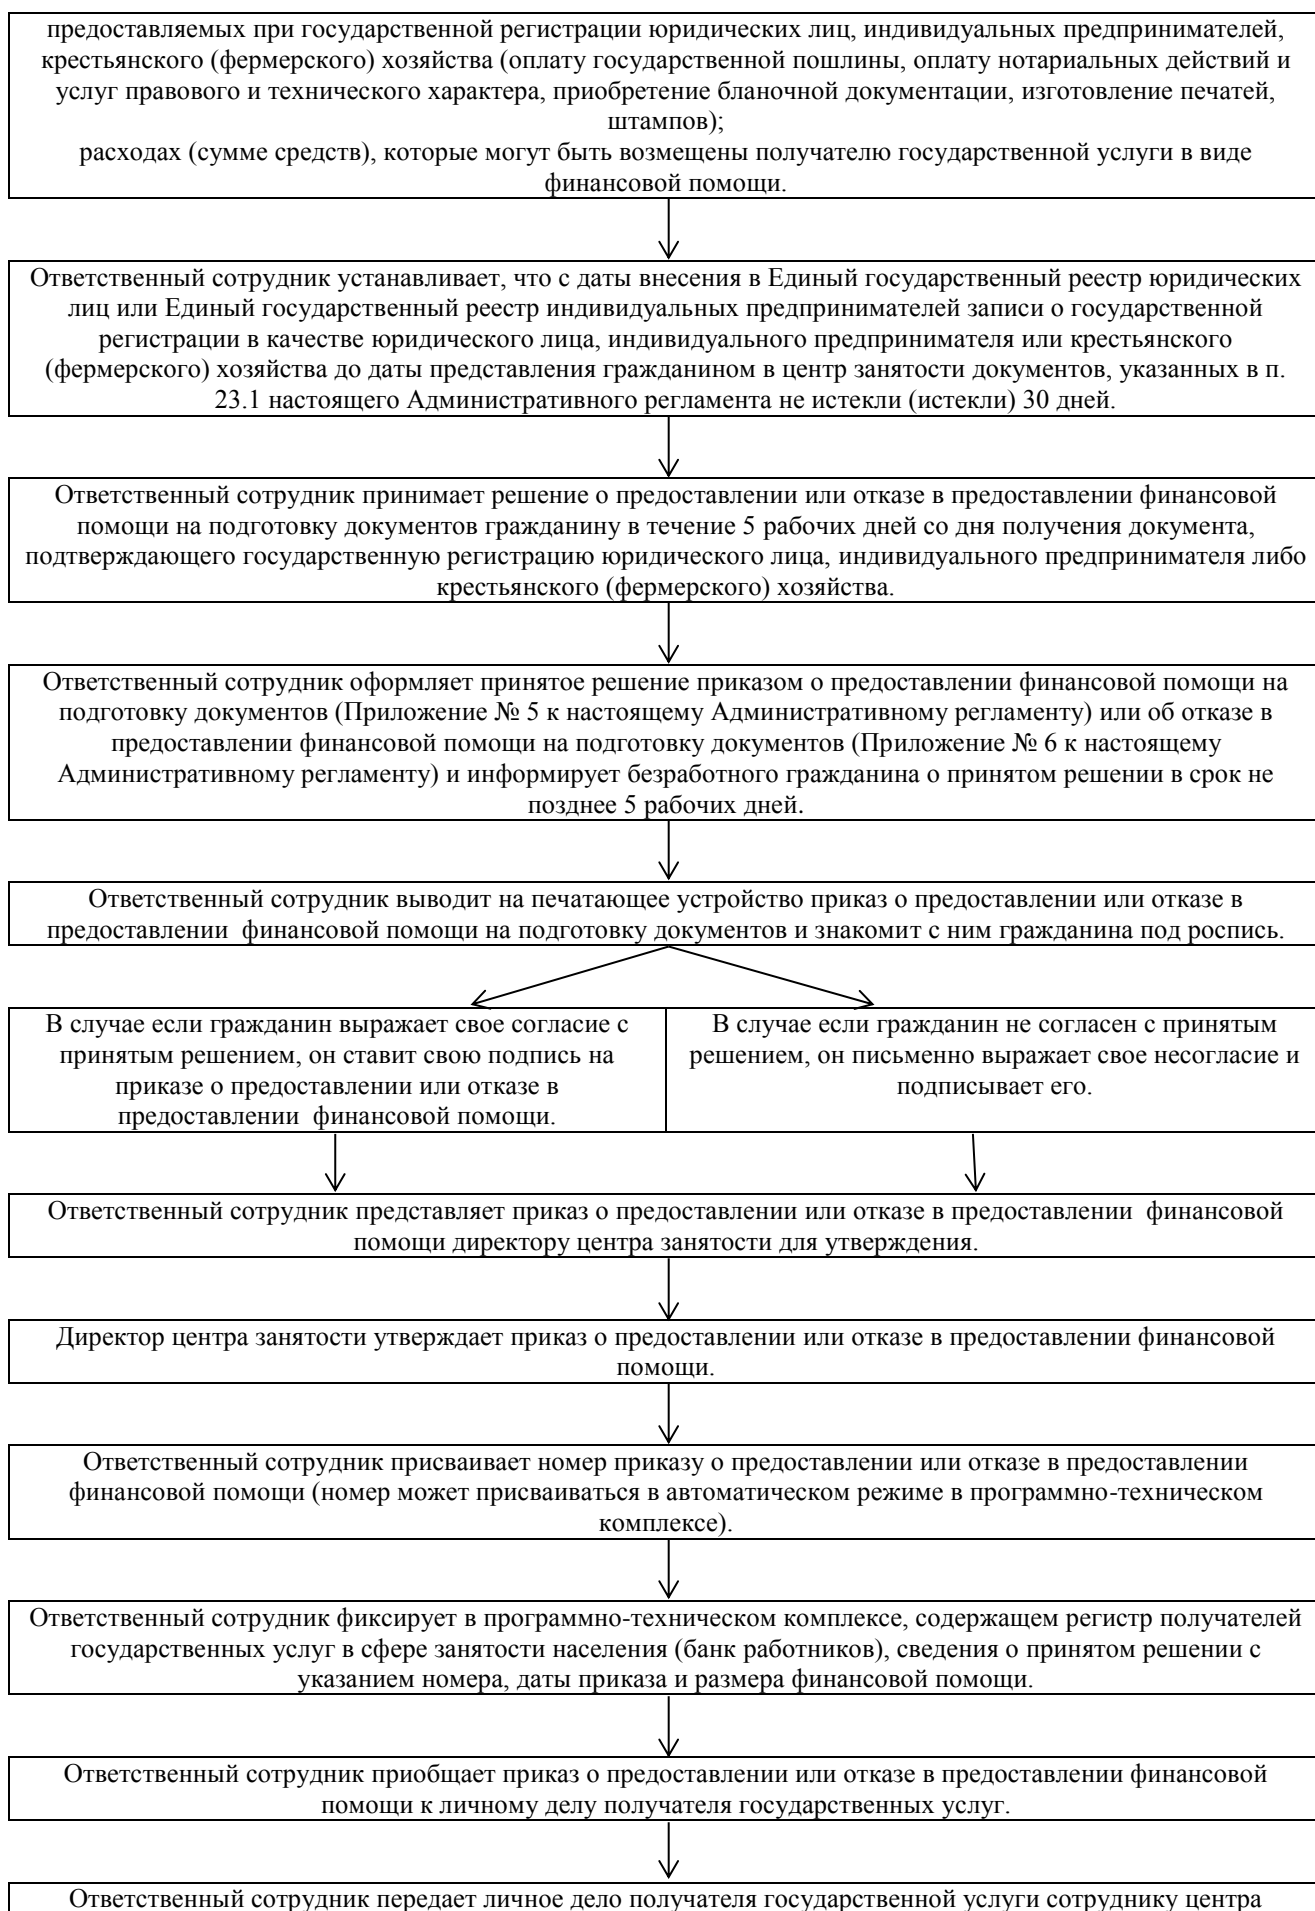 предоставляемых при государственной регистрации юридических лиц, индивидуальных предпринимателей,
крестьянского (фермерского) хозяйства (оплату государственной пошлины, оплату нотариальных действий и
услуг правового и технического характера, приобретение бланочной документации, изготовление печатей,
штампов);
расходах (сумме средств), которые могут быть возмещены получателю государственной услуги в виде
финансовой помощи.
Ответственный сотрудник устанавливает, что с даты внесения в Единый государственный реестр юридических
лиц или Единый государственный реестр индивидуальных предпринимателей записи о государственной
регистрации в качестве юридического лица, индивидуального предпринимателя или крестьянского
(фермерского) хозяйства до даты представления гражданином в центр занятости документов, указанных в п.
23.1 настоящего Административного регламента не истекли (истекли) 30 дней.
Ответственный сотрудник принимает решение о предоставлении или отказе в предоставлении финансовой
помощи на подготовку документов гражданину в течение 5 рабочих дней со дня получения документа,
подтверждающего государственную регистрацию юридического лица, индивидуального предпринимателя либо
крестьянского (фермерского) хозяйства.
Ответственный сотрудник оформляет принятое решение приказом о предоставлении финансовой помощи на
подготовку документов (Приложение № 5 к настоящему Административному регламенту) или об отказе в
предоставлении финансовой помощи на подготовку документов (Приложение № 6 к настоящему
Административному регламенту) и информирует безработного гражданина о принятом решении в срок не
позднее 5 рабочих дней.
Ответственный сотрудник выводит на печатающее устройство приказ о предоставлении или отказе в
предоставлении финансовой помощи на подготовку документов и знакомит с ним гражданина под роспись.
В случае если гражданин выражает свое согласие с
принятым решением, он ставит свою подпись на
приказе о предоставлении или отказе в
предоставлении финансовой помощи.
В случае если гражданин не согласен с принятым
решением, он письменно выражает свое несогласие и
подписывает его.
Ответственный сотрудник представляет приказ о предоставлении или отказе в предоставлении финансовой
помощи директору центра занятости для утверждения.
Директор центра занятости утверждает приказ о предоставлении или отказе в предоставлении финансовой
помощи.
Ответственный сотрудник присваивает номер приказу о предоставлении или отказе в предоставлении
финансовой помощи (номер может присваиваться в автоматическом режиме в программно-техническом
комплексе).
Ответственный сотрудник фиксирует в программно-техническом комплексе, содержащем регистр получателей
государственных услуг в сфере занятости населения (банк работников), сведения о принятом решении с
указанием номера, даты приказа и размера финансовой помощи.
Ответственный сотрудник приобщает приказ о предоставлении или отказе в предоставлении финансовой
помощи к личному делу получателя государственных услуг.
Ответственный сотрудник передает личное дело получателя государственной услуги сотруднику центра